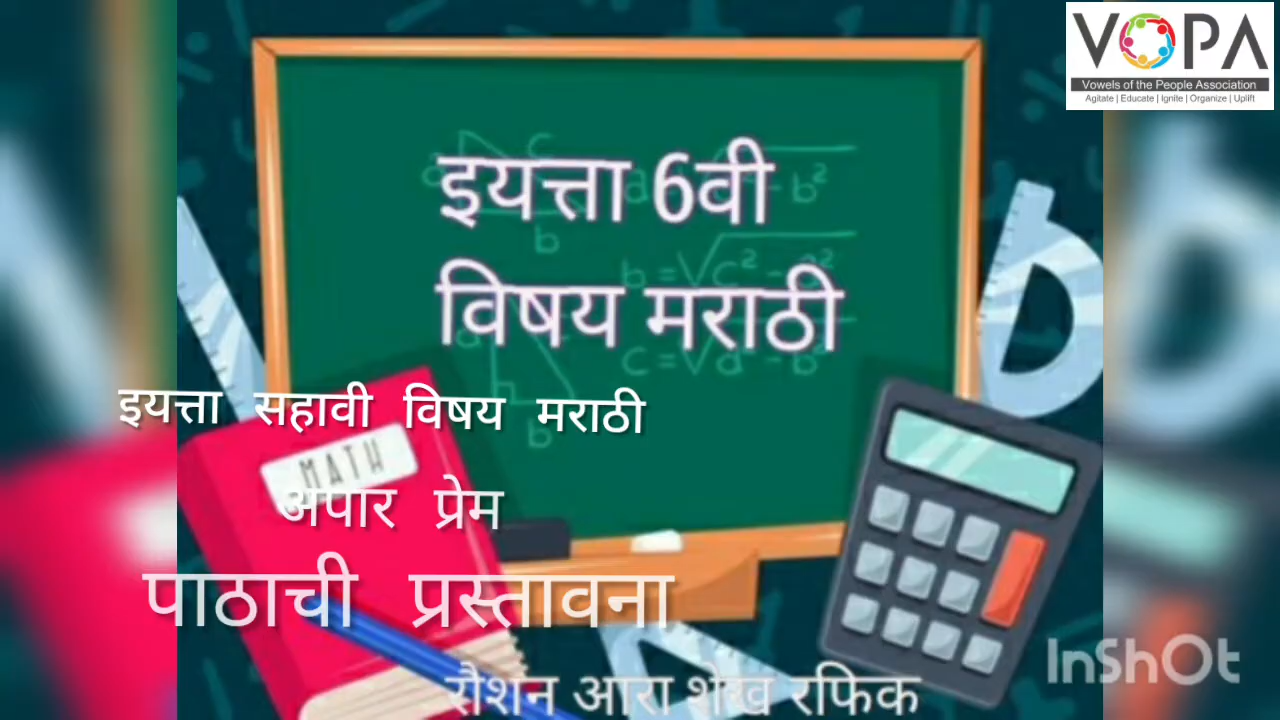 VOPA
Vowels of the People Association
Agitate | Educate | Ignite | Organize | Uplift
इयत्ता 6वी
विषय मराठी
इयत्ता सहावी विषय मराठी
MATH
अपार प्रेम
पाठाची प्रस्तावना
रौशन आरा शेख रफिक
InShOt